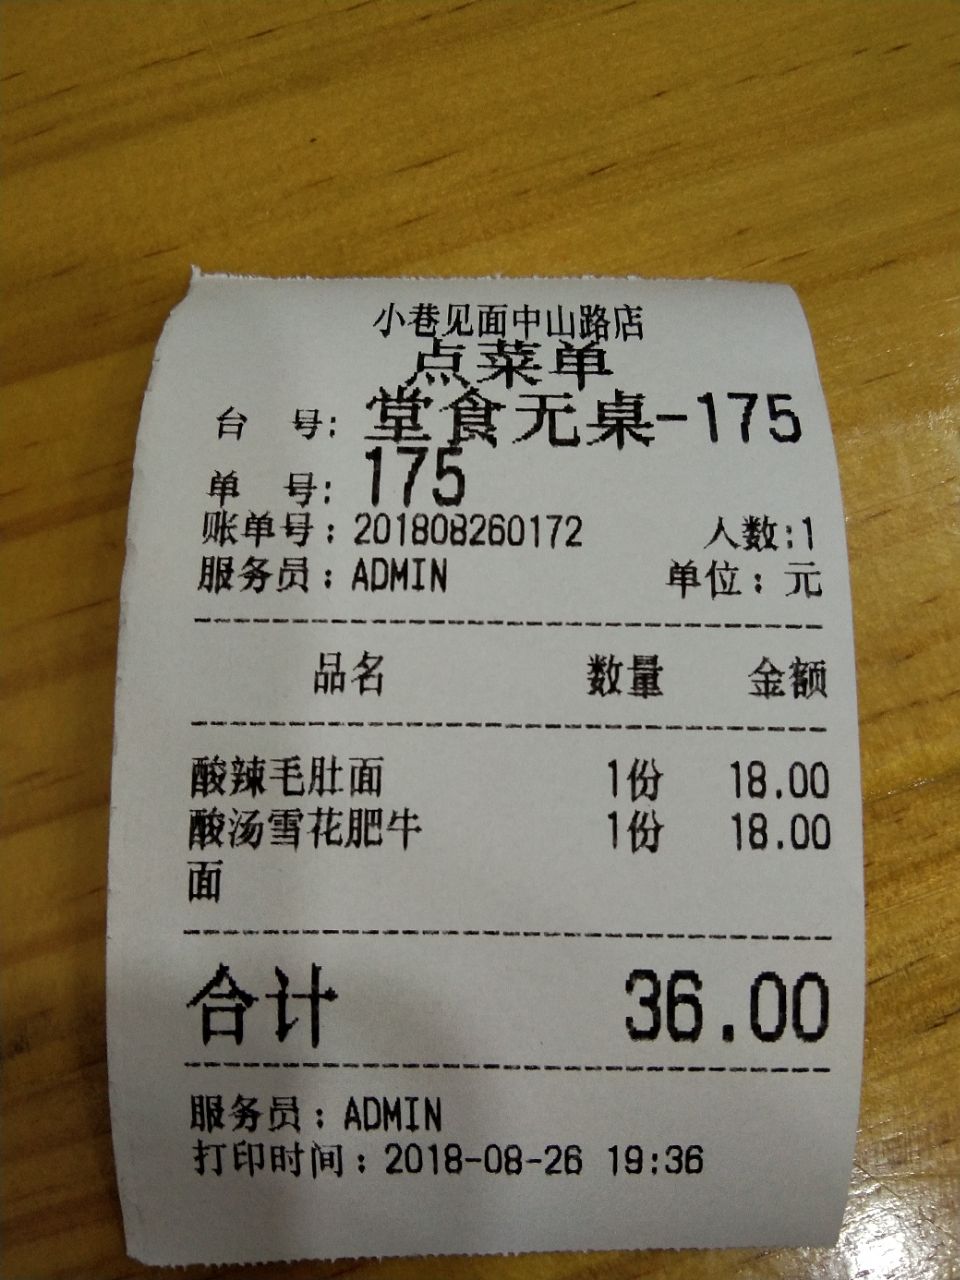 小巷见面中山路店
点菜单
台 号: 堂食无桌-175
单 号: 175
账单号: 201808260172 人数:1
服务员: ADMIN 单位: 元
品名 数量 金额
酸辣毛肚面 1份 18.00
酸汤雪花肥牛 1份 18.00
面
合计 36.00
服务员: ADMIN
打印时间: 2018-08-26 19:36